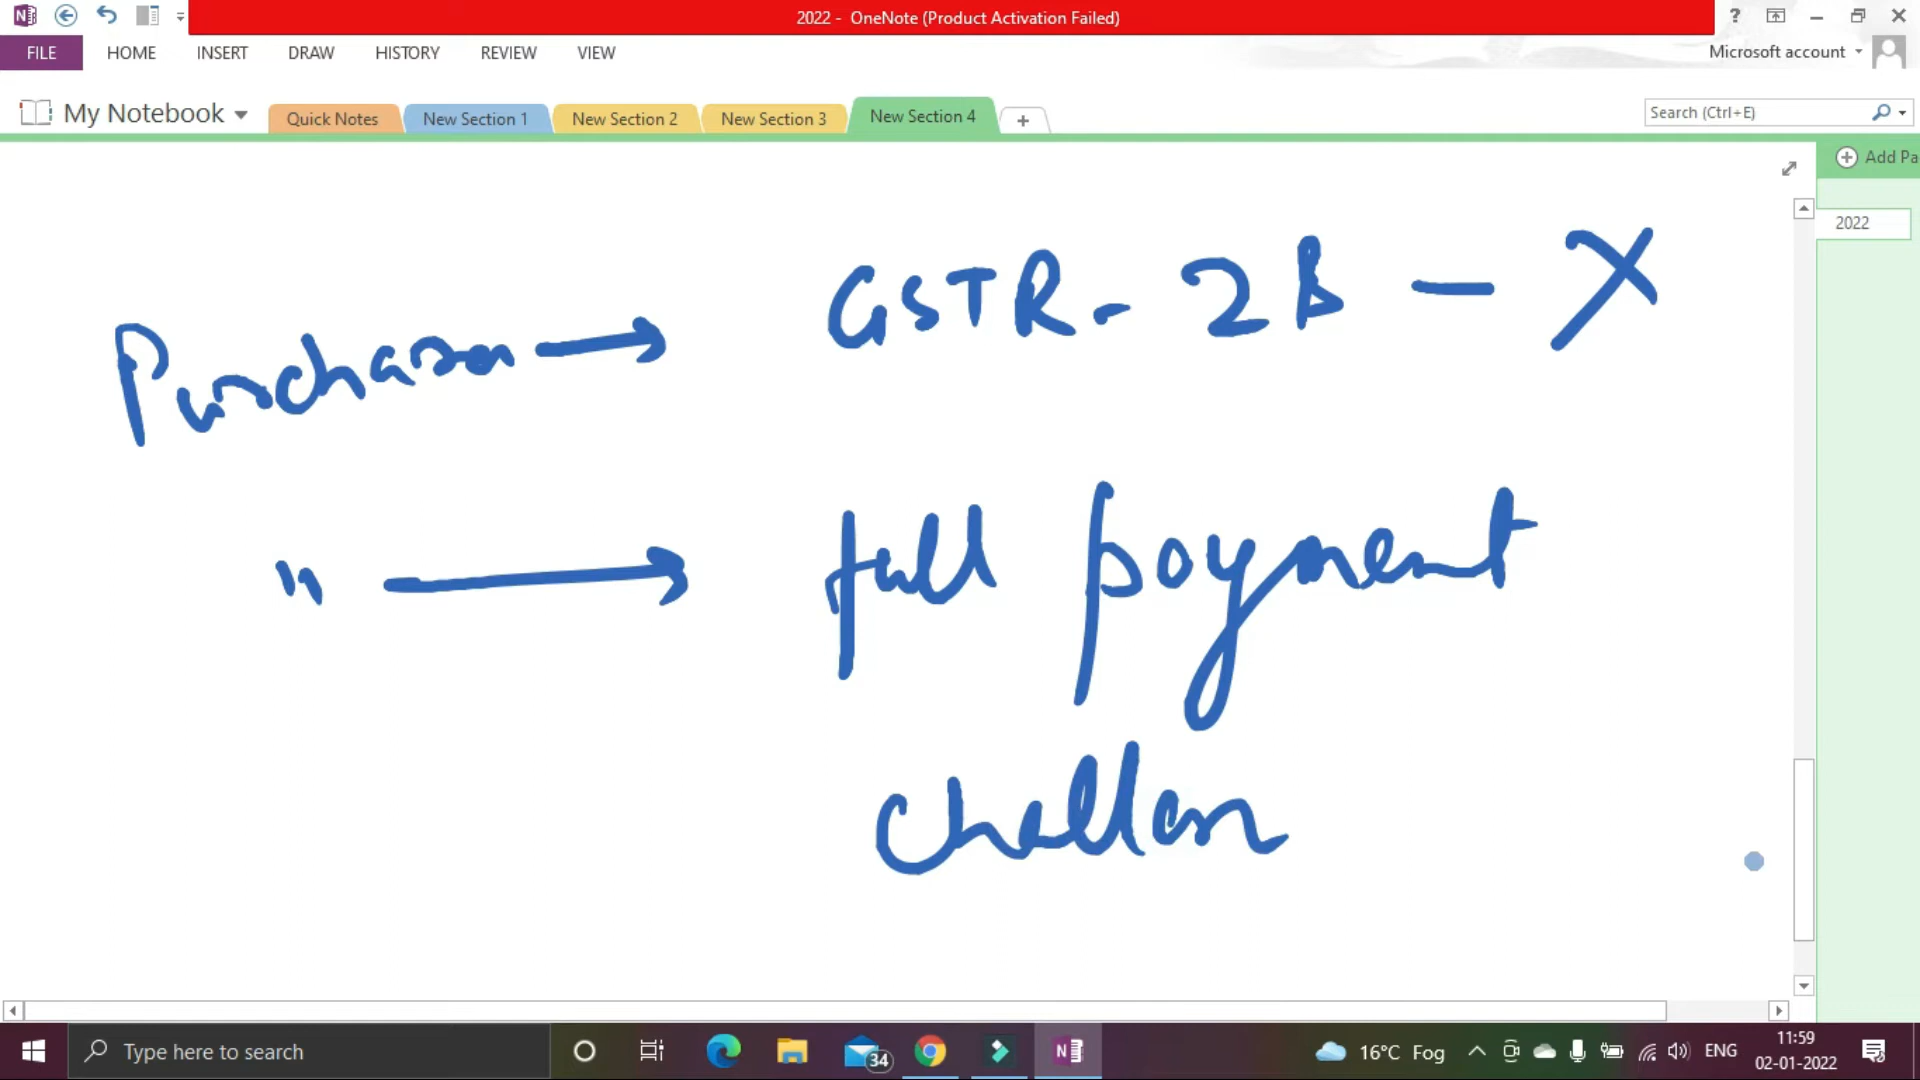 2022 - OneNote (Product Activation Failed)
FILE HOME INSERT DRAW HISTORY REVIEW VIEW
Microsoft account
My Notebook
Quick Notes New Section 1 New Section 2 New Section 3 New Section 4 +
Search (Ctrl+E)
Add Pa
2022
Purchaser → GSTR- 2B - X
" → full payment
challan
Type here to search
34
16°C Fog
ENG
11:59
02-01-2022